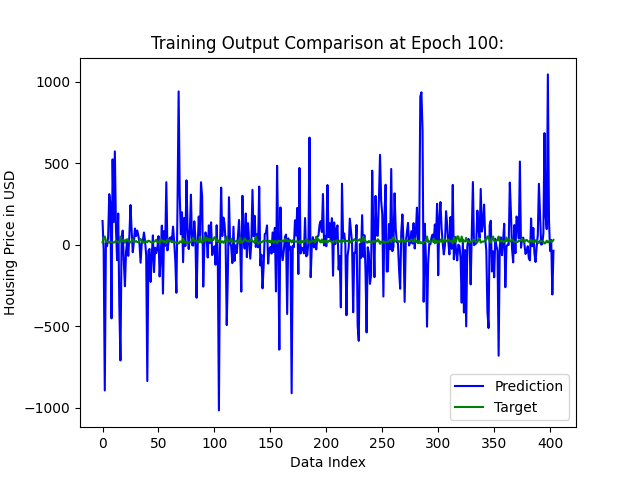 Training Output Comparison at Epoch 100:
Housing Price in USD
1000
500
0
−500
−1000
0 50 100 150 200 250 300 350 400
Data Index
Prediction
Target